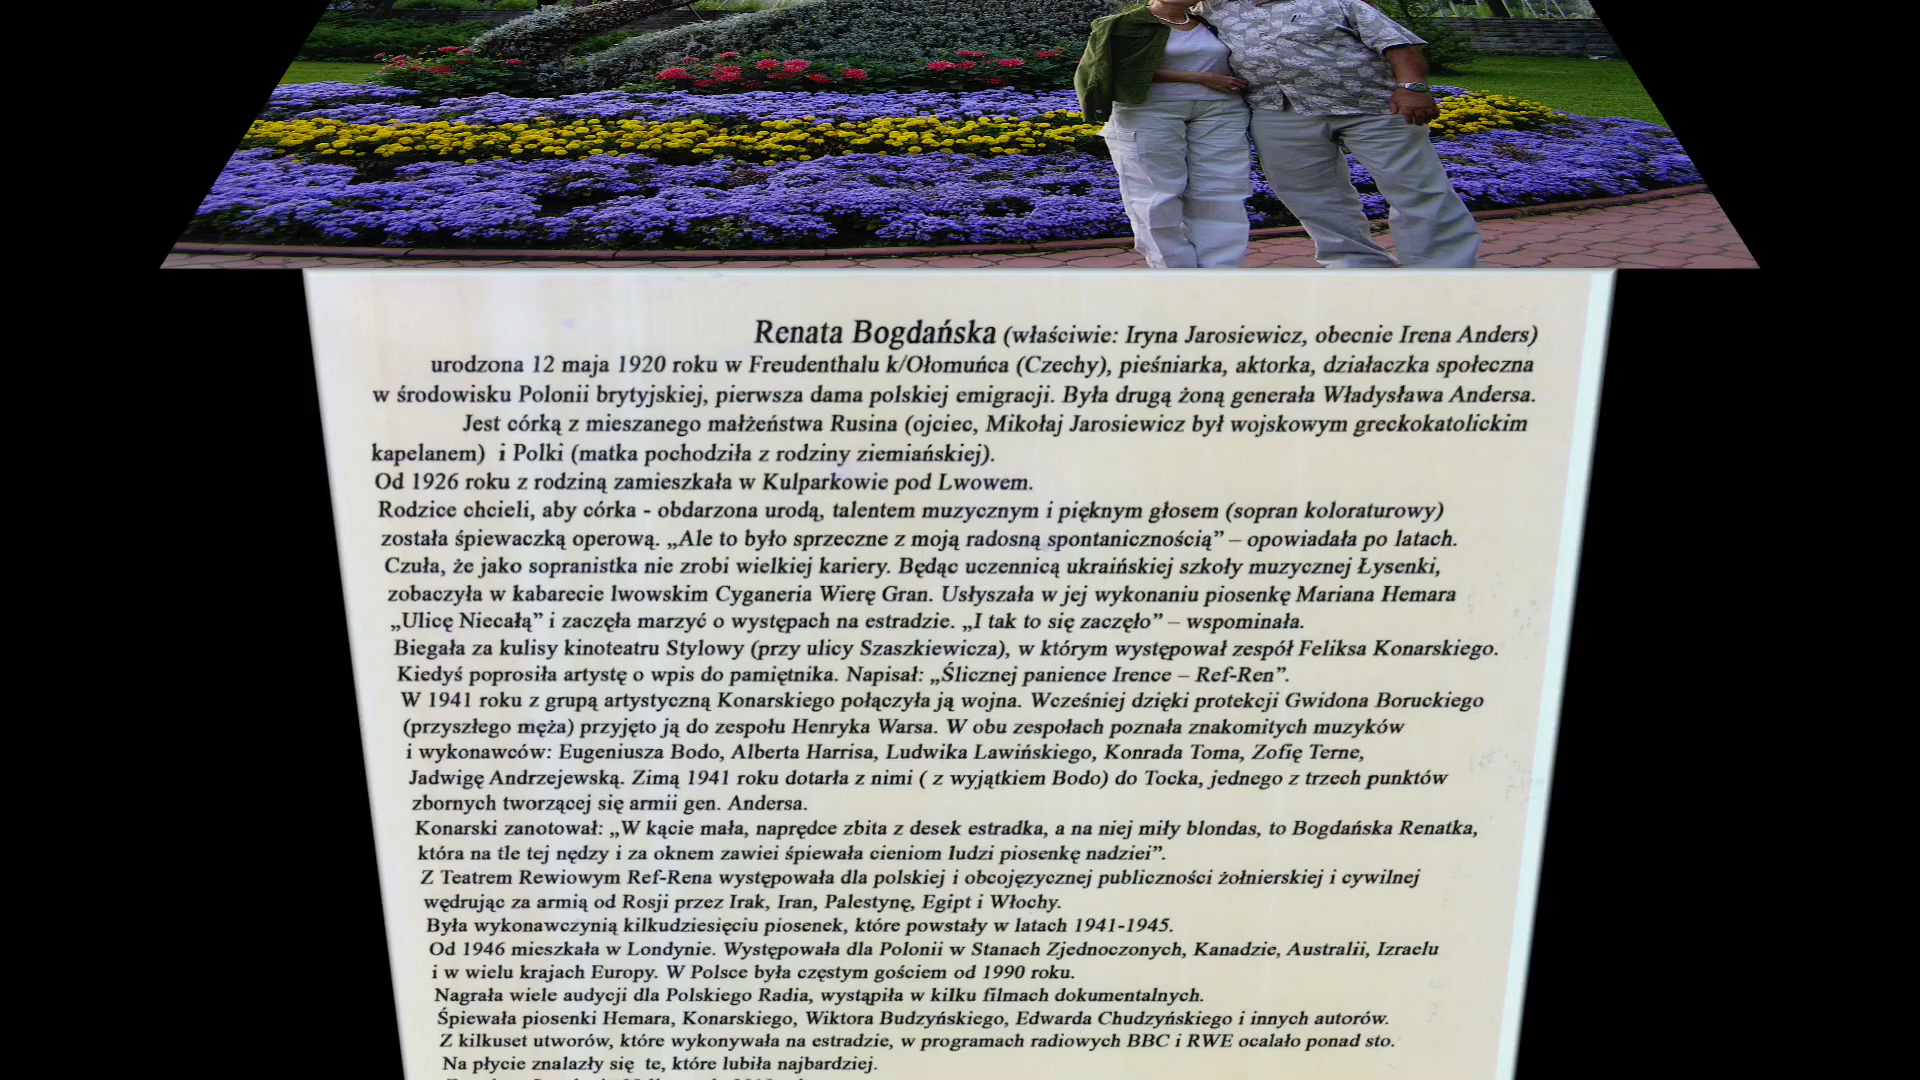 Renata Bogdańska (właściwie: Iryna Jarosiewicz, obecnie Irena Anders)
urodzona 12 maja 1920 roku w Freudenthalu k/Ołomuńca (Czechy), pieśniarka, aktorka, działaczka społeczna
w środowisku Polonii brytyjskiej, pierwsza dama polskiej emigracji. Była drugą żoną generała Władysława Andersa.
Jest córką z mieszanego małżeństwa Rusina (ojciec, Mikołaj Jarosiewicz był wojskowym greckokatolickim
kapelanem) i Polki (matka pochodziła z rodziny ziemiańskiej).
Od 1926 roku z rodziną zamieszkała w Kulparkowie pod Lwowem.
Rodzice chcieli, aby córka - obdarzona urodą, talentem muzycznym i pięknym głosem (sopran koloraturowy)
została śpiewaczką operową. „Ale to było sprzeczne z moją radosną spontanicznością” – opowiadała po latach.
Czuła, że jako sopranistka nie zrobi wielkiej kariery. Będąc uczennicą ukraińskiej szkoły muzycznej Łysenki,
zobaczyła w kabarecie lwowskim Cyganeria Wierę Gran. Usłyszała w jej wykonaniu piosenkę Mariana Hemara
„Ulicę Niecałą” i zaczęła marzyć o występach na estradzie. „I tak to się zaczęło” – wspominała.
Biegała za kulisy kinoteatru Stylowy (przy ulicy Szaszkiewicza), w którym występował zespół Feliksa Konarskiego.
Kiedyś poprosiła artystę o wpis do pamiętnika. Napisał: „Ślicznej panience Irence – Ref-Ren”.
W 1941 roku z grupą artystyczną Konarskiego połączyła ją wojna. Wcześniej dzięki protekcji Gwidona Boruckiego
(przyszłego męża) przyjęto ją do zespołu Henryka Warsa. W obu zespołach poznała znakomitych muzyków
i wykonawców: Eugeniusza Bodo, Alberta Harrisa, Ludwika Lawińskiego, Konrada Toma, Zofię Terne,
Jadwigę Andrzejewską. Zimą 1941 roku dotarła z nimi ( z wyjątkiem Bodo) do Tocka, jednego z trzech punktów
zbornych tworzącej się armii gen. Andersa.
Konarski zanotował: „W kącie mała, naprędce zbita z desek estradka, a na niej miły blondas, to Bogdańska Renatka,
która na tle tej nędzy i za oknem zawiei śpiewała cieniom ludzi piosenkę nadziei”.
Z Teatrem Rewiowym Ref-Rena występowała dla polskiej i obcojęzycznej publiczności żołnierskiej i cywilnej
wędrując za armią od Rosji przez Irak, Iran, Palestynę, Egipt i Włochy.
Była wykonawczynią kilkudziesięciu piosenek, które powstały w latach 1941-1945.
Od 1946 mieszkała w Londynie. Występowała dla Polonii w Stanach Zjednoczonych, Kanadzie, Australii, Izraelu
i w wielu krajach Europy. W Polsce była częstym gościem od 1990 roku.
Nagrała wiele audycji dla Polskiego Radia, wystąpiła w kilku filmach dokumentalnych.
Śpiewała piosenki Hemara, Konarskiego, Wiktora Budzyńskiego, Edwarda Chudzyńskiego i innych autorów.
Z kilkuset utworów, które wykonywała na estradzie, w programach radiowych BBC i RWE ocalało ponad sto.
Na płycie znalazły się te, które lubiła najbardziej.